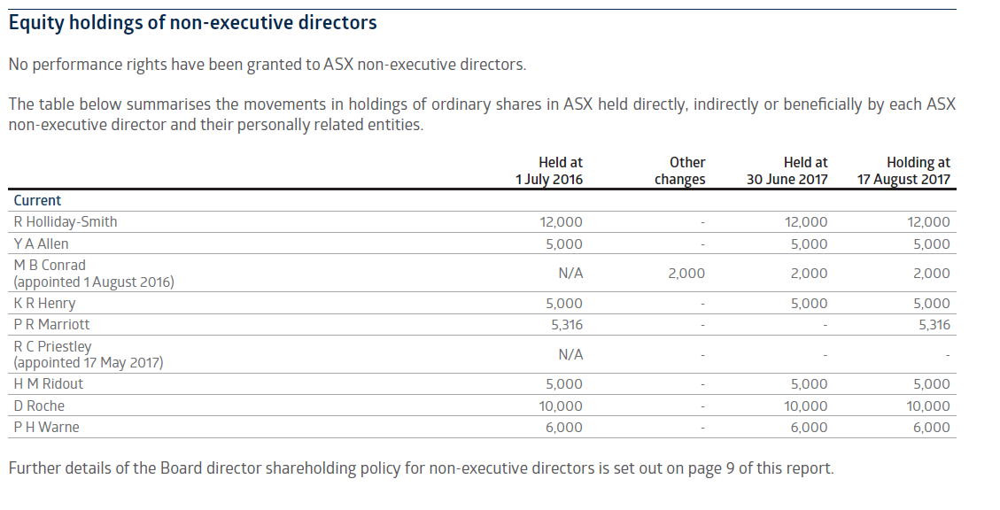 Equity holdings of non-executive directors
No performance rights have been granted to ASX non-executive directors.
The table below summarises the movements in holdings of ordinary shares in ASX held directly, indirectly or beneficially by each ASX
non-executive director and their personally related entities.
Held at Other Held at Holding at
1 July 2016 changes 30 June 2017 17 August 2017
Current
R Holliday-Smith 12,000 - 12,000 12,000
Y A Allen 5,000 - 5,000 5,000
M B Conrad
(appointed 1 August 2016) N/A 2,000 2,000 2,000
K R Henry 5,000 - 5,000 5,000
P R Marriott 5,316 - - 5,316
R C Priestley
(appointed 17 May 2017) N/A - - -
H M Ridout 5,000 - 5,000 5,000
D Roche 10,000 - 10,000 10,000
P H Warne 6,000 - 6,000 6,000
Further details of the Board director shareholding policy for non-executive directors is set out on page 9 of this report.